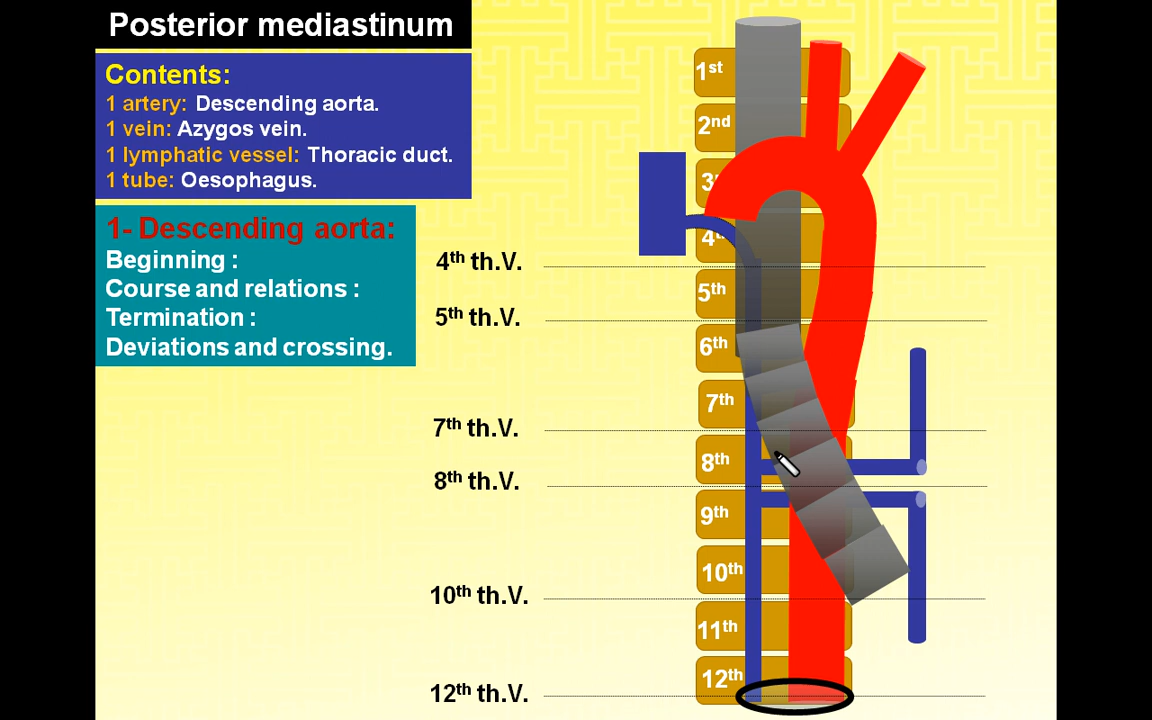 Posterior mediastinum
Contents:
1 artery: Descending aorta.
1 vein: Azygos vein.
1 lymphatic vessel: Thoracic duct.
1 tube: Oesophagus.
1- Descending aorta:
Beginning :
Course and relations :
Termination :
Deviations and crossing.
4th th.V.
5th th.V.
7th th.V.
8th th.V.
10th th.V.
12th th.V.
1st
2nd
4th
5th
6th
7th
8th
9th
10th
11th
12th